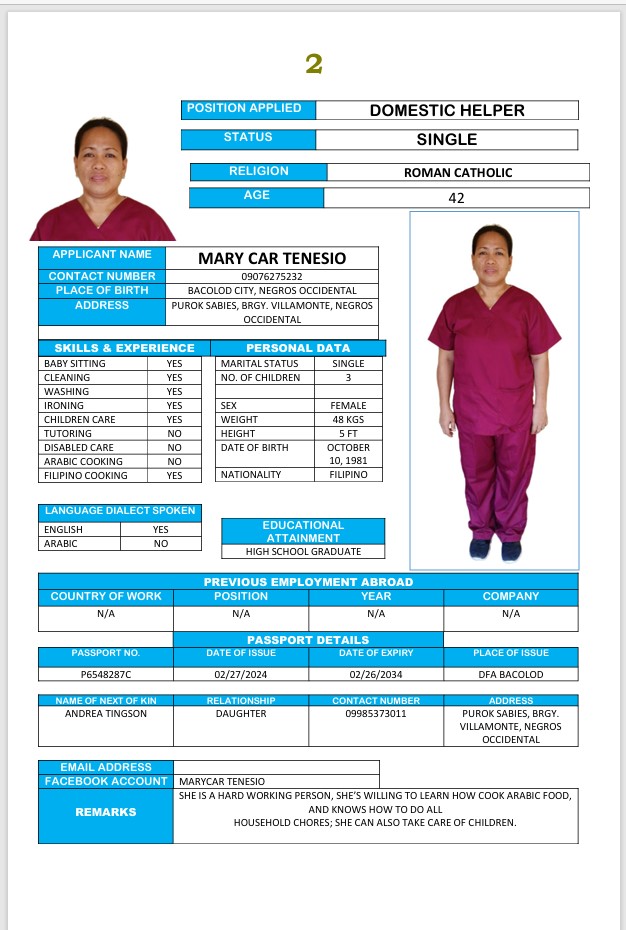 2
POSITION APPLIED DOMESTIC HELPER
STATUS SINGLE
RELIGION ROMAN CATHOLIC
AGE 42
APPLICANT NAME MARY CAR TENESIO
CONTACT NUMBER 09076275232
PLACE OF BIRTH BACOLOD CITY, NEGROS OCCIDENTAL
ADDRESS PUROK SABIES, BRGY. VILLAMONTE, NEGROS
OCCIDENTAL
SKILLS & EXPERIENCE
BABY SITTING YES
CLEANING YES
WASHING YES
IRONING YES
CHILDREN CARE YES
TUTORING NO
DISABLED CARE NO
ARABIC COOKING NO
FILIPINO COOKING YES
PERSONAL DATA
MARITAL STATUS SINGLE
NO. OF CHILDREN 3
SEX FEMALE
WEIGHT 48 KGS
HEIGHT 5 FT
DATE OF BIRTH OCTOBER
10, 1981
NATIONALITY FILIPINO
LANGUAGE DIALECT SPOKEN
ENGLISH YES
ARABIC NO
EDUCATIONAL
ATTAINMENT
HIGH SCHOOL GRADUATE
PREVIOUS EMPLOYMENT ABROAD
COUNTRY OF WORK POSITION YEAR COMPANY
N/A N/A N/A N/A
PASSPORT DETAILS
PASSPORT NO. DATE OF ISSUE DATE OF EXPIRY PLACE OF ISSUE
P6548287C 02/27/2024 02/26/2034 DFA BACOLOD
NAME OF NEXT OF KIN RELATIONSHIP CONTACT NUMBER ADDRESS
ANDREA TINGSON DAUGHTER 09985373011 PUROK SABIES, BRGY.
VILLAMONTE, NEGROS
OCCIDENTAL
EMAIL ADDRESS
FACEBOOK ACCOUNT MARYCAR TENESIO
REMARKS
SHE IS A HARD WORKING PERSON, SHE'S WILLING TO LEARN HOW COOK ARABIC FOOD,
AND KNOWS HOW TO DO ALL
HOUSEHOLD CHORES; SHE CAN ALSO TAKE CARE OF CHILDREN.